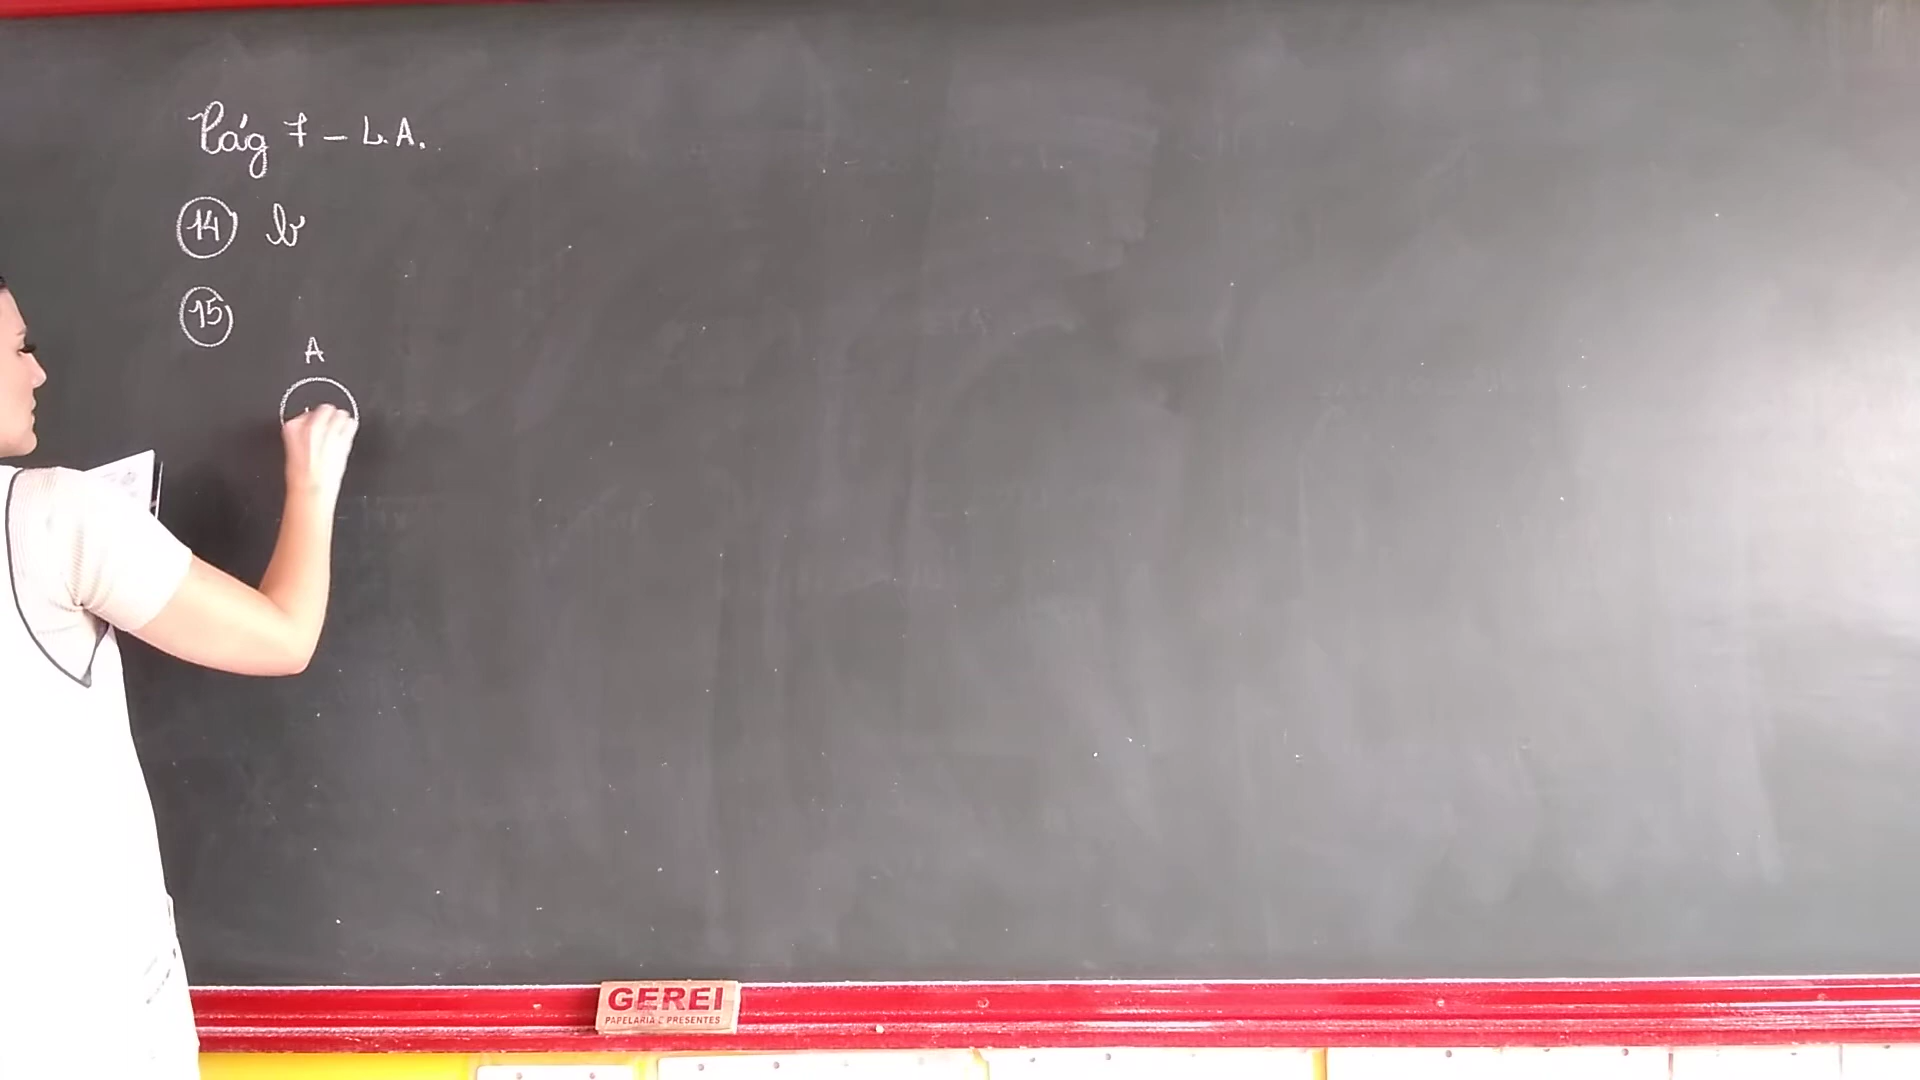 Pág 7 - L.A.
14 b
15
A
GEREI
PAPELARIA E PRESENTES